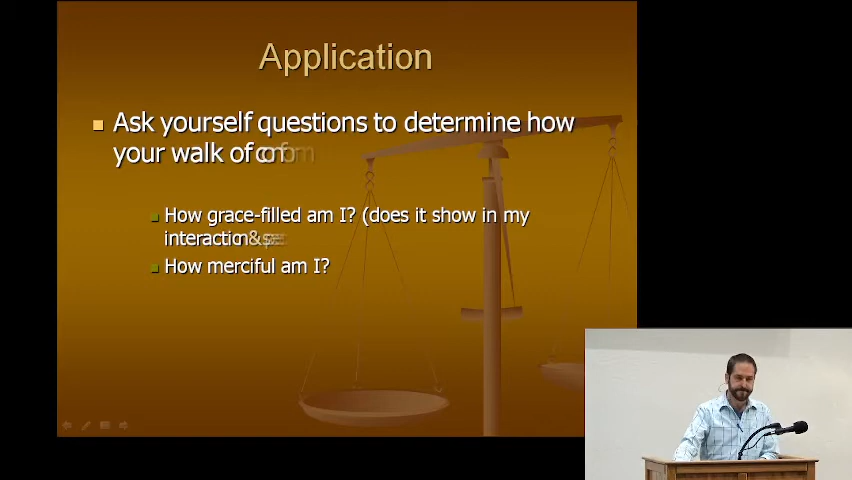 Application
Ask yourself questions to determine how
your walk of
How grace-filled am I? (does it show in my
How merciful am I?